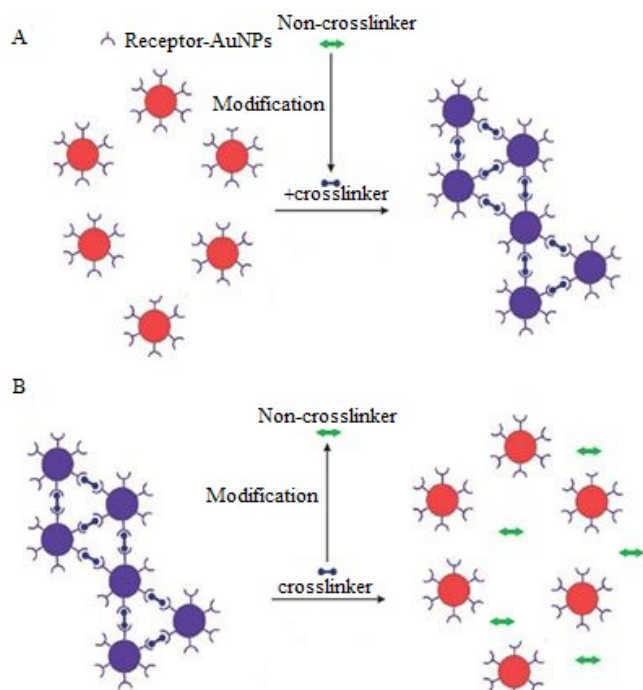 A
Non-crosslinker
Receptor-AuNPs
Modification
+crosslinker
B
Non-crosslinker
Modification
crosslinker